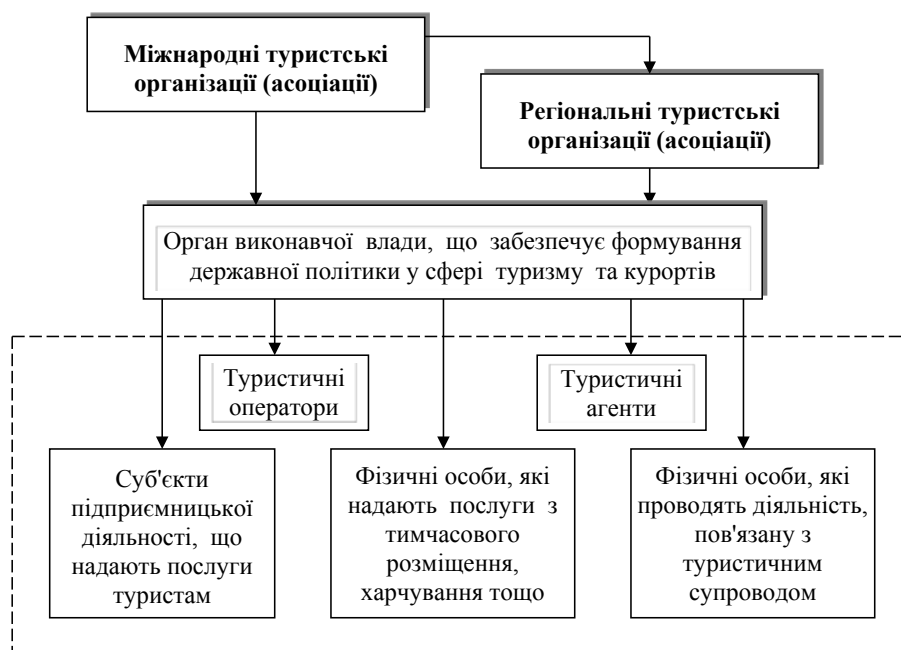 Міжнародні туристські
організації (асоціації)
Регіональні туристські
організації (асоціації)
Орган виконавчої влади, що забезпечує формування
державної політики у сфері туризму та курортів
Туристичні
оператори
Туристичні
агенти
Суб'єкти
підприємницької
діяльності, що
надають послуги
туристам
Фізичні особи, які
надають послуги з
тимчасового
розміщення,
харчування тощо
Фізичні особи, які
проводять діяльність,
пов'язану з
туристичним
супроводом